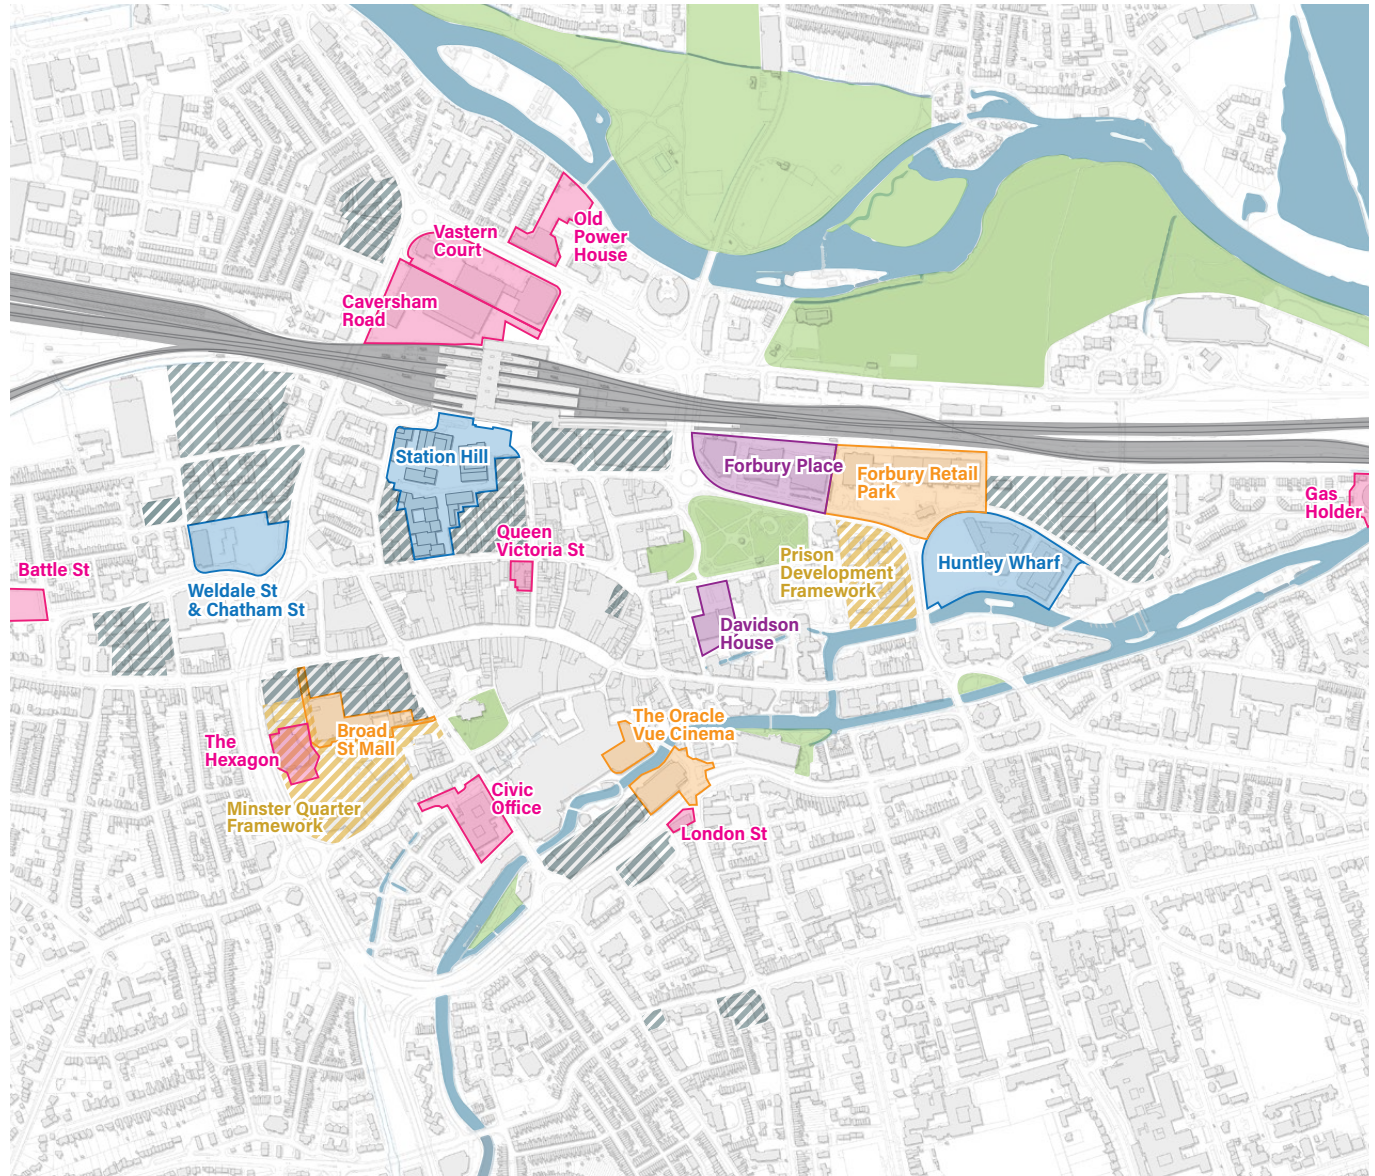 Old
Power
House
Vastern
Court
Caversham
Road
Station Hill
Forbury Place
Forbury Retail
Park
Gas
Holder
Queen
Victoria St
Prison
Development
Framework
Huntley Wharf
Battle St
Weldale St
& Chatham St
Davidson
House
The Oracle
Vue Cinema
Broad
St Mall
The
Hexagon
Civic
Office
Minster Quarter
Framework
London St